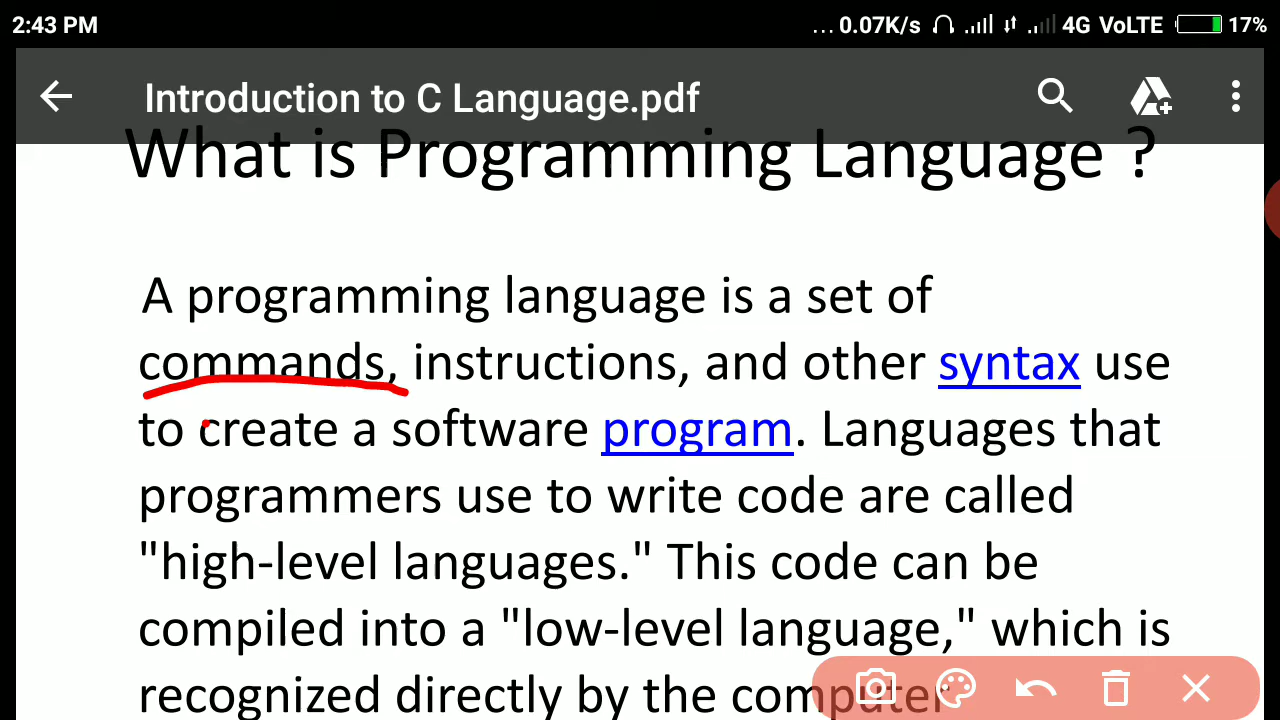 2:43 PM ... 0.07K/s 4G VoLTE 17%
Introduction to C Language.pdf
What is Programming Language ?
A programming language is a set of
commands, instructions, and other syntax use
to create a software program. Languages that
programmers use to write code are called
"high-level languages." This code can be
compiled into a "low-level language," which is
recognized directly by the computer